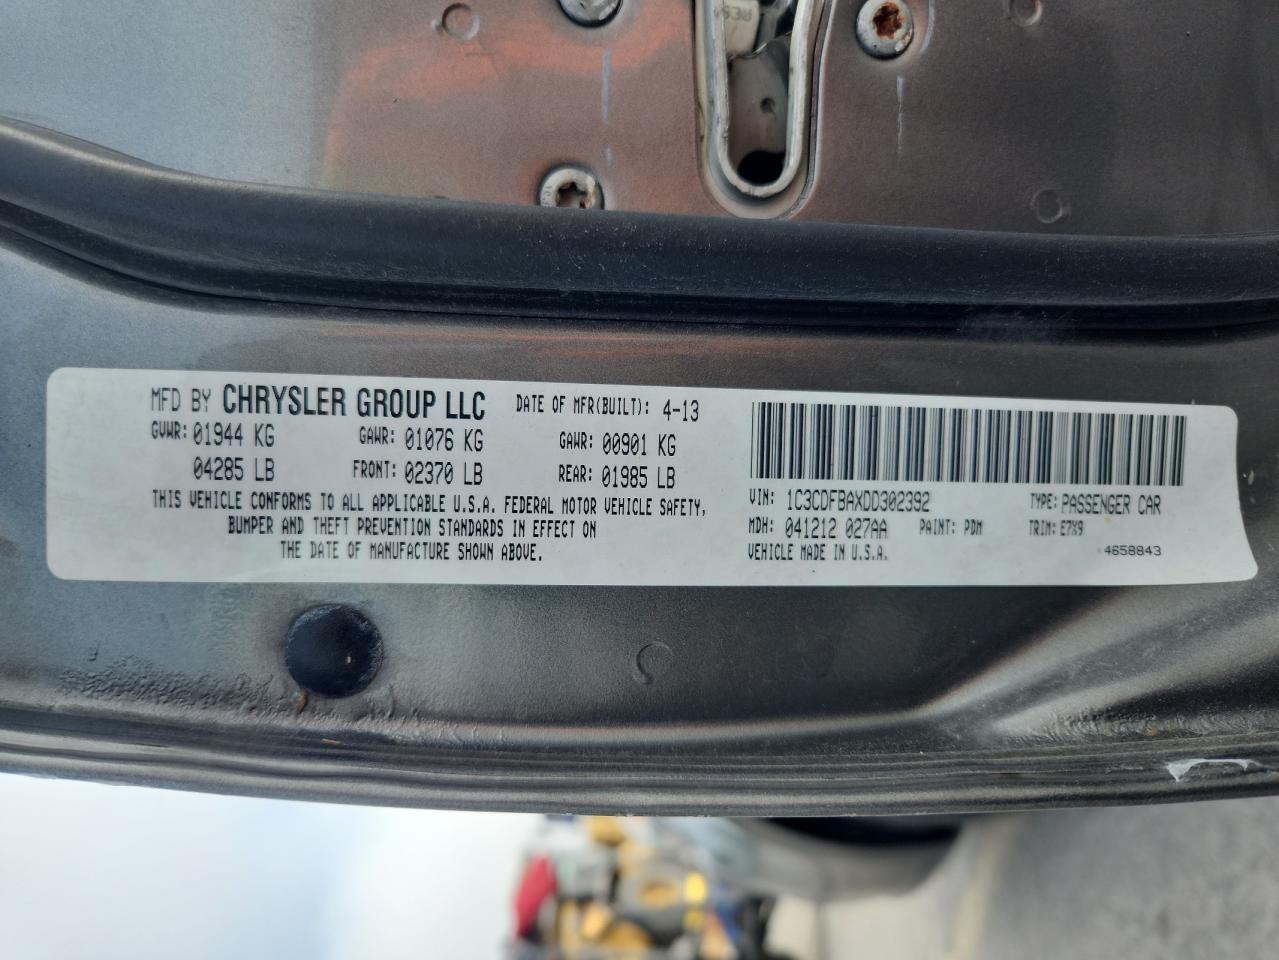 MFD BY CHRYSLER GROUP LLC DATE OF MFR(BUILT): 4-13
GVWR: 01944 KG GAWR: 01076 KG GAWR: 00901 KG
04285 LB FRONT: 02370 LB REAR: 01985 LB
THIS VEHICLE CONFORMS TO ALL APPLICABLE U.S.A. FEDERAL MOTOR VEHICLE SAFETY,
BUMPER AND THEFT PREVENTION STANDARDS IN EFFECT ON
THE DATE OF MANUFACTURE SHOWN ABOVE.
VIN: 1C3CDFBAXDD302392 TYPE: PASSENGER CAR
MDH: 041212 027AA PAINT: PDM TRIM: E7X9
VEHICLE MADE IN U.S.A. 4658843